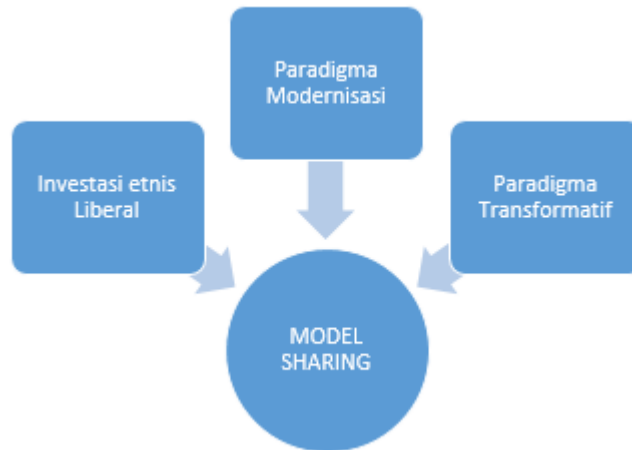 Paradigma
Modernisasi
Investasi etnis
Liberal
Paradigma
Transformatif
MODEL
SHARING